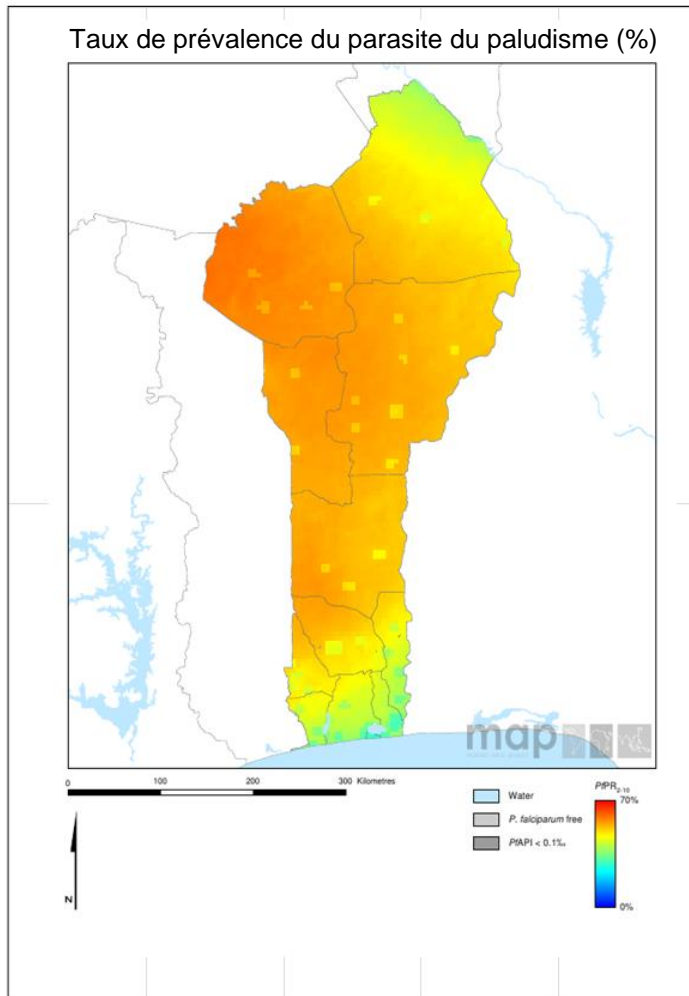 Taux de prévalence du parasite du paludisme (%)
map
0 100 200 300 Kilometres
Water
P. falciparum free
PfAPI < 0.1‰
PfPR2-10
70%
0%
N